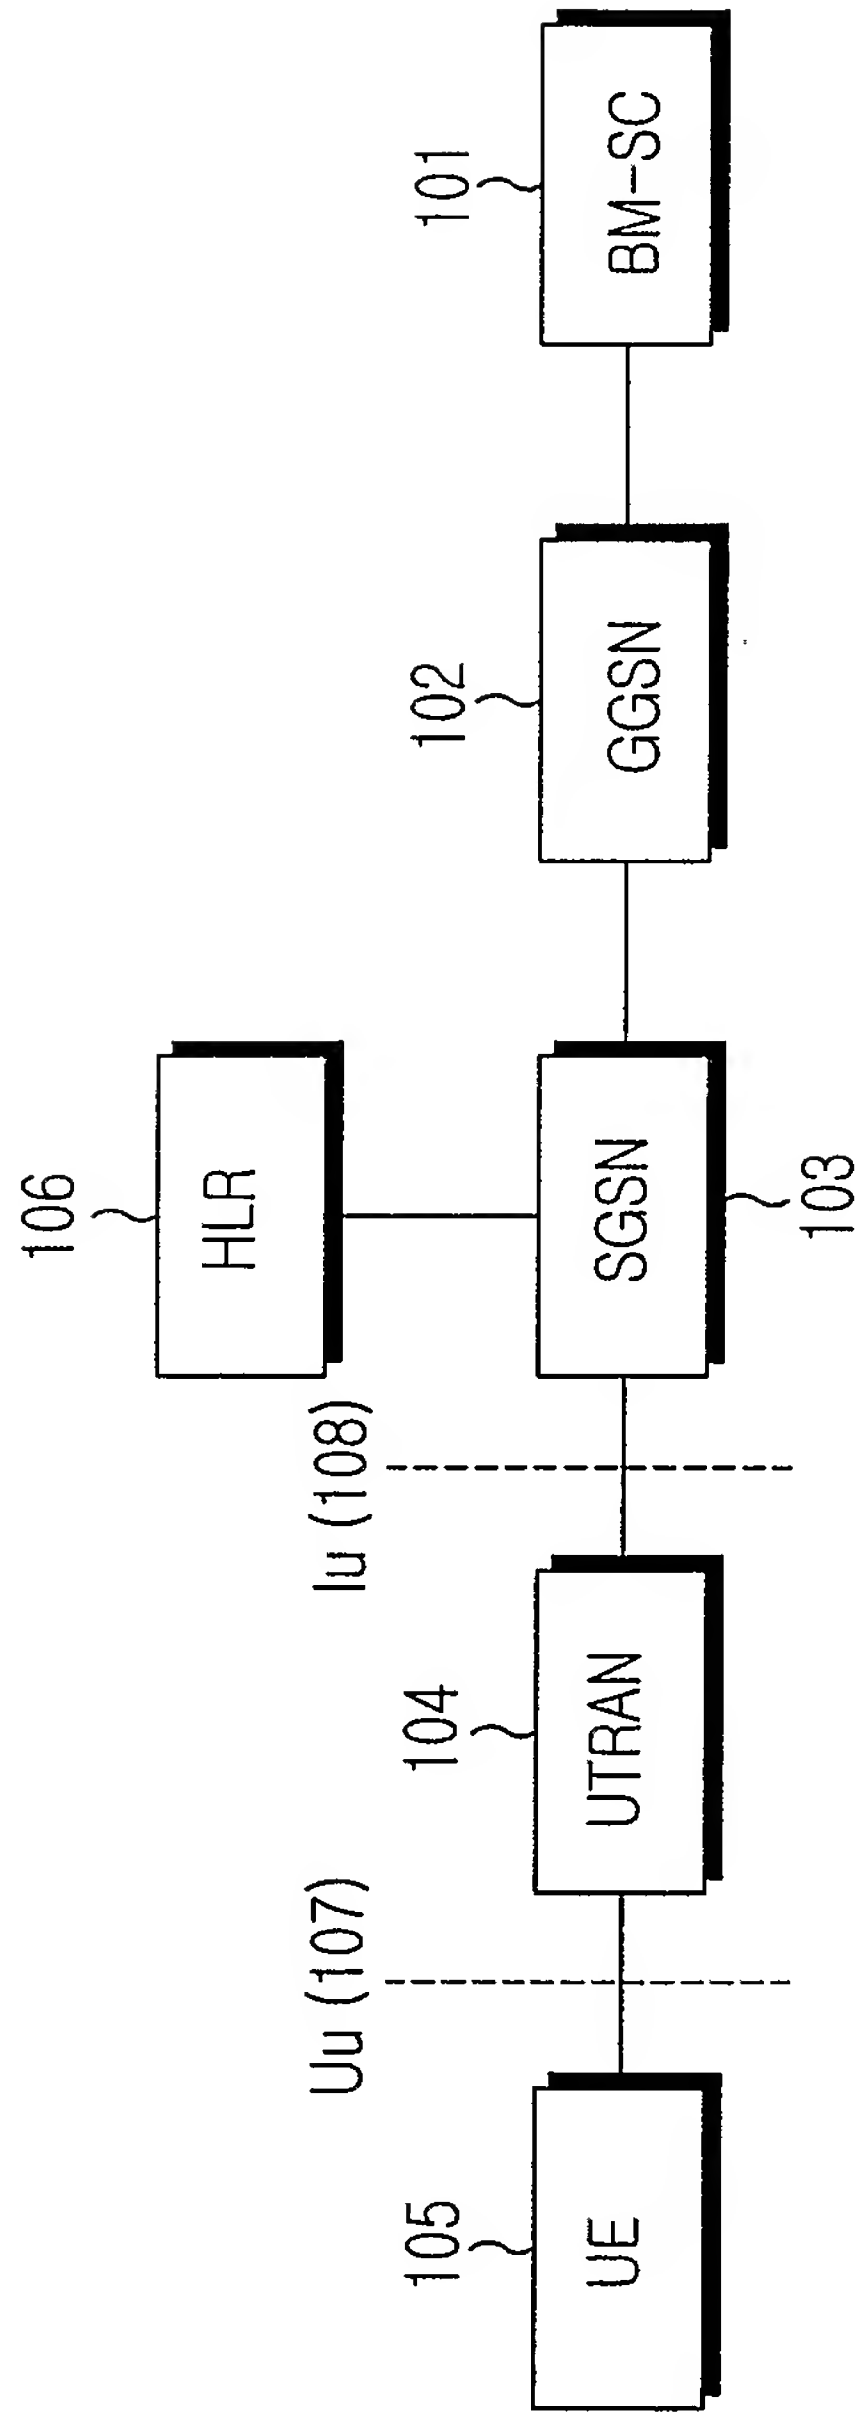 106
HLR
Uu (107)
Iu (108)
105
104
102
101
UE
UTRAN
SGSN
GGSN
BM-SC
103